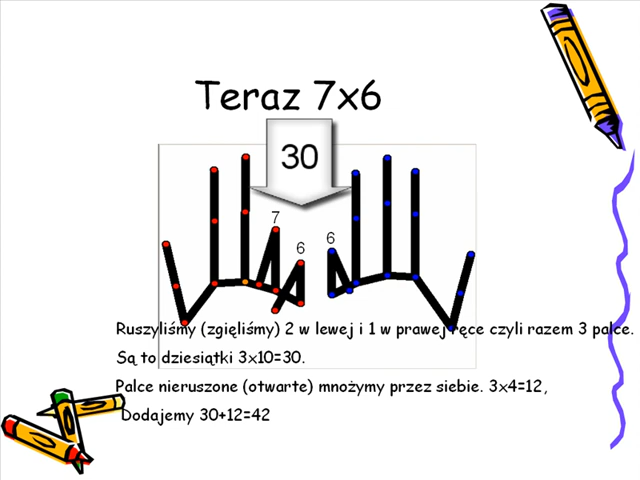 Teraz 7x6
30
7
6
6
Ruszyliśmy (zgięliśmy) 2 w lewej i 1 w prawej ręce czyli razem 3 palce.
Są to dziesiątki 3x10=30.
Palce nieruszone (otwarte) mnożymy przez siebie. 3x4=12,
Dodajemy 30+12=42